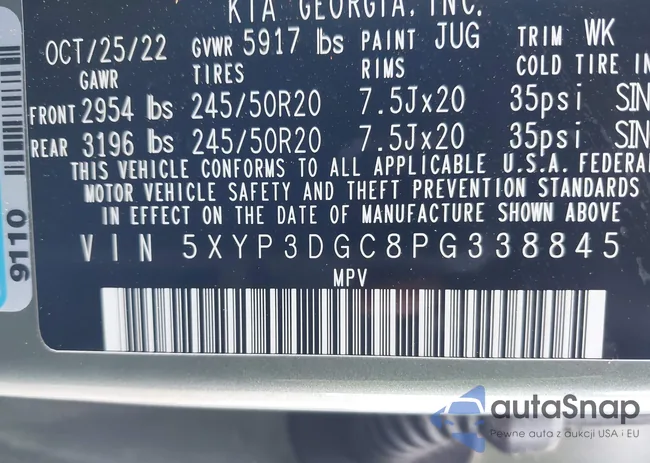 KIA GEORGIA, INC.
OCT/25/22 GVWR 5917 lbs PAINT JUG TRIM WK
GAWR TIRES RIMS COLD TIRE IN
FRONT 2954 lbs 245/50R20 7.5Jx20 35psi SIN
REAR 3196 lbs 245/50R20 7.5Jx20 35psi SIN
THIS VEHICLE CONFORMS TO ALL APPLICABLE U.S.A. FEDERAL
MOTOR VEHICLE SAFETY AND THEFT PREVENTION STANDARDS
IN EFFECT ON THE DATE OF MANUFACTURE SHOWN ABOVE
VIN 5XYP3DGC8PG338845
MPV
9110
autaSnap
Pewne auta z aukcji USA i EU